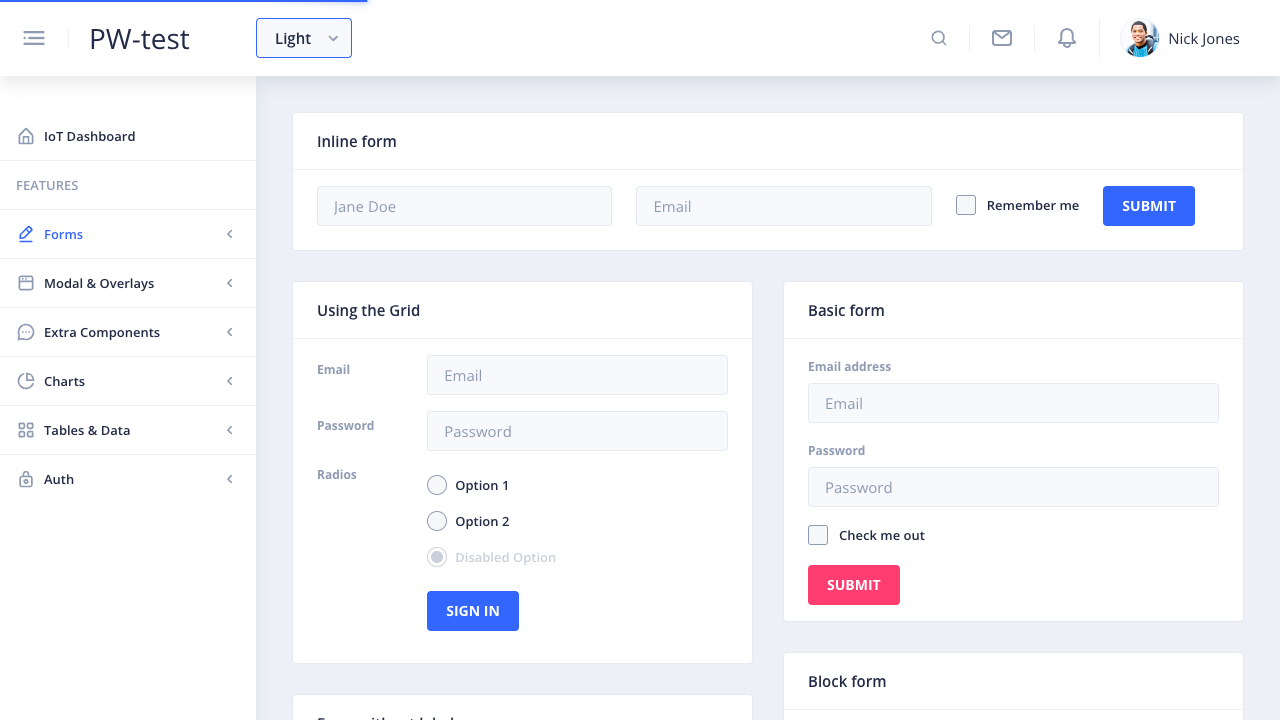 PW-test
Light
Nick Jones
IoT Dashboard
FEATURES
Forms
Modal & Overlays
Extra Components
Charts
Tables & Data
Auth
Inline form
Jane Doe
Email
Remember me
SUBMIT
Using the Grid
Email
Email
Password
Password
Radios
Option 1
Option 2
Disabled Option
SIGN IN
Basic form
Email address
Email
Password
Password
Check me out
SUBMIT
Block form